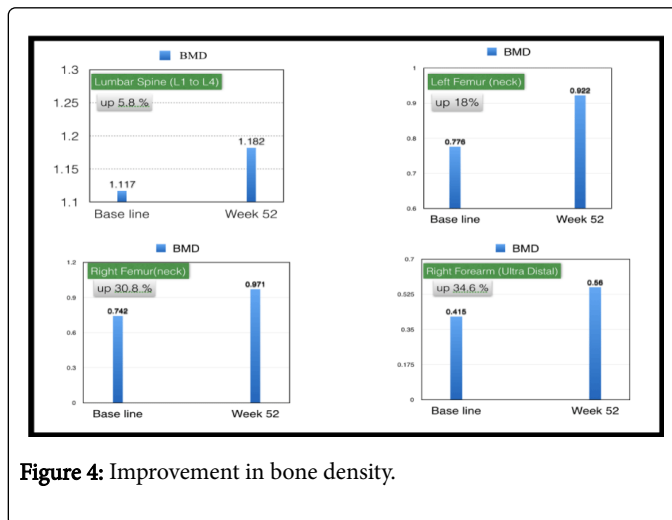 BMD
1.3
Lumbar Spine (L1 to L4)
up 5.8 %
1.25
1.2
1.182
1.15
1.117
1.1
Base line Week 52
BMD
1
Left Femur (neck)
up 18%
0.922
0.9
0.8
0.776
0.7
0.6
Base line Week 52
BMD
1.2
Right Femur(neck)
up 30.8 %
0.971
0.9
0.742
0.6
0.3
0
Base line Week 52
BMD
0.7
Right Forearm (Ultra Distal)
up 34.6 %
0.56
0.525
0.415
0.35
0.175
0
Base line Week 52
Figure 4: Improvement in bone density.